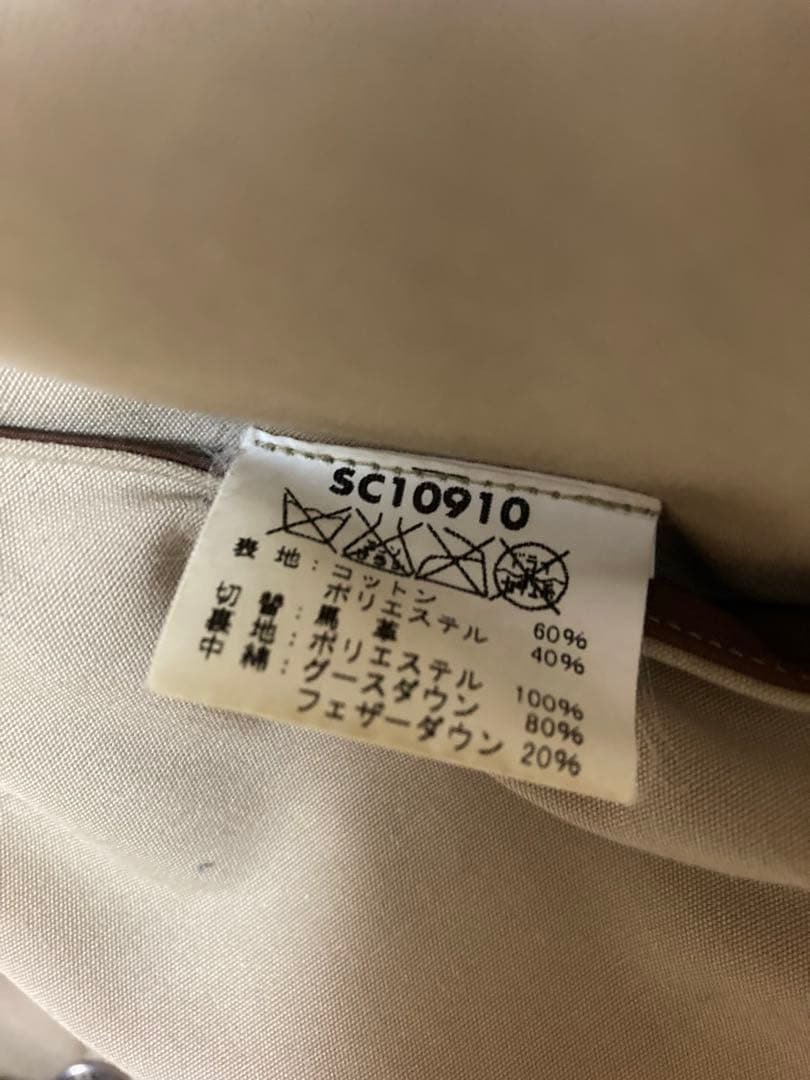 SC10910
表 地: コットン 60%
ポリエステル 40%
切 替: 馬 革
裏 地: ポリエステル 100%
中 綿: グースダウン 80%
フェザーダウン 20%